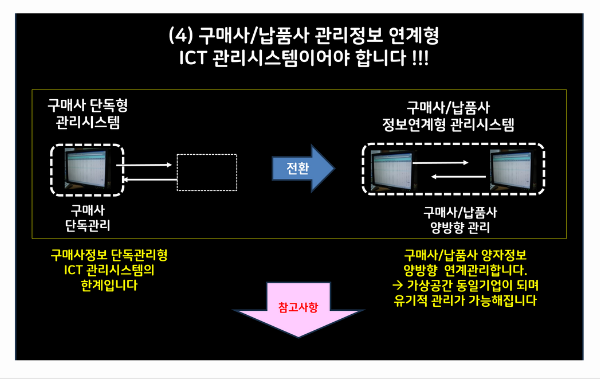 (4) 구매사/납품사 관리정보 연계형
ICT 관리시스템이어야 합니다 !!!
구매사 단독형
관리시스템
구매사/납품사
정보연계형 관리시스템
전환
구매사
단독관리
구매사/납품사
양방향 관리
구매사정보 단독관리형
ICT 관리시스템의
한계입니다
구매사/납품사 양자정보
양방향 연계관리합니다.
→ 가상공간 동일기업이 되며
유기적 관리가 가능해집니다
참고사항